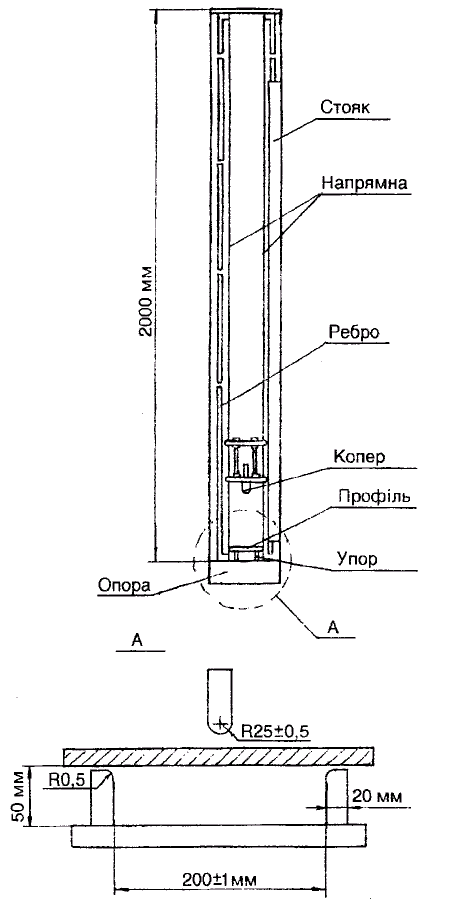 Стояк
Напрямна
2000 мм
Ребро
Копер
Профіль
Упор
Опора
А
А
R25±0,5
R0,5
50 мм
20 мм
200±1мм